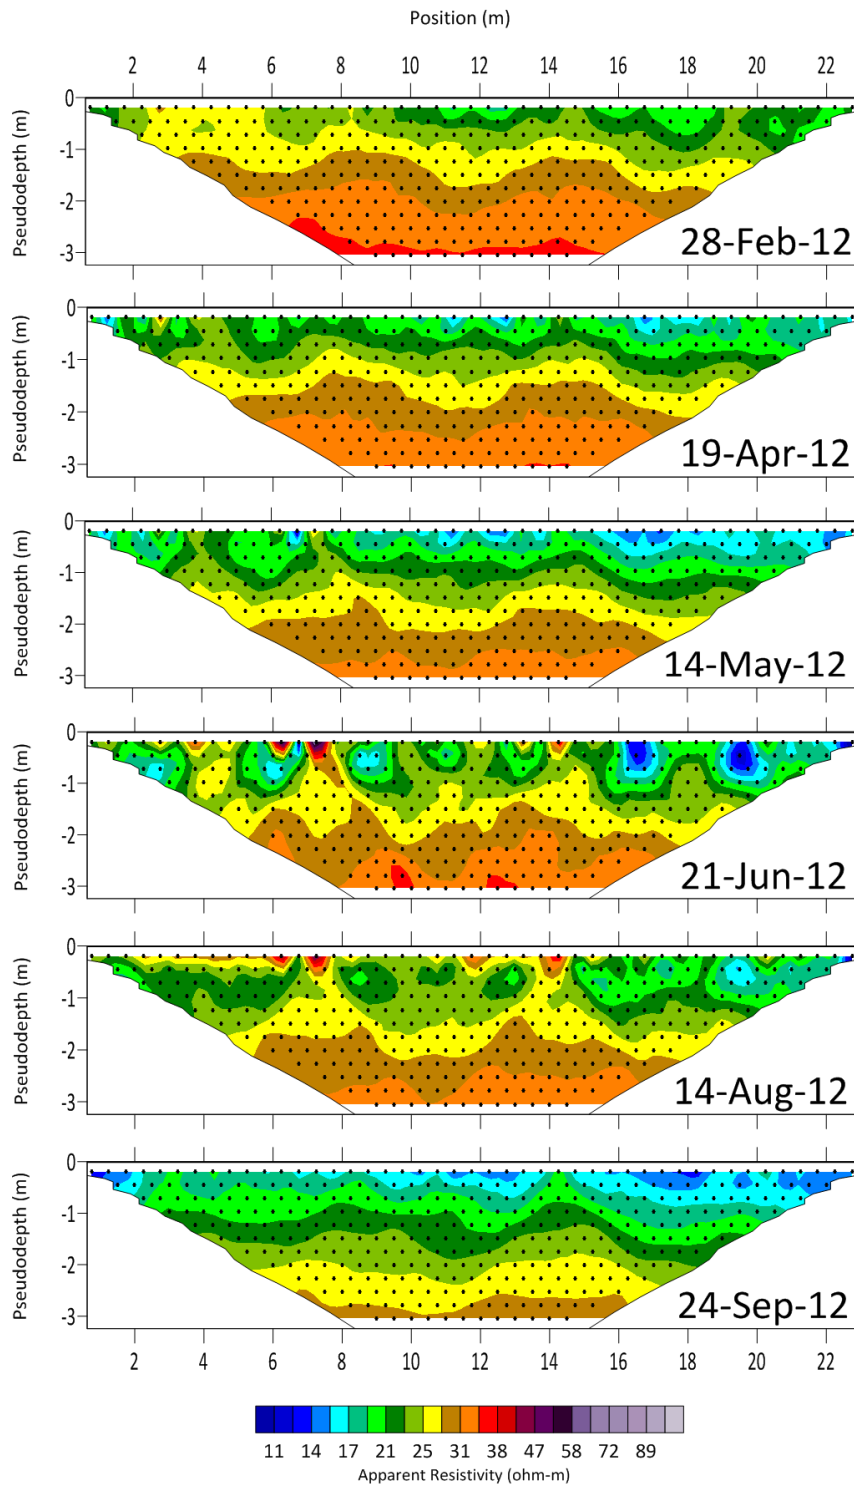 Position (m)
2 4 6 8 10 12 14 16 18 20 22
Pseudodepth (m)
0
-1
-2
-3
28-Feb-12
Pseudodepth (m)
0
-1
-2
-3
19-Apr-12
Pseudodepth (m)
0
-1
-2
-3
14-May-12
Pseudodepth (m)
0
-1
-2
-3
21-Jun-12
Pseudodepth (m)
0
-1
-2
-3
14-Aug-12
Pseudodepth (m)
0
-1
-2
-3
24-Sep-12
2 4 6 8 10 12 14 16 18 20 22
11 14 17 21 25 31 38 47 58 72 89
Apparent Resistivity (ohm-m)